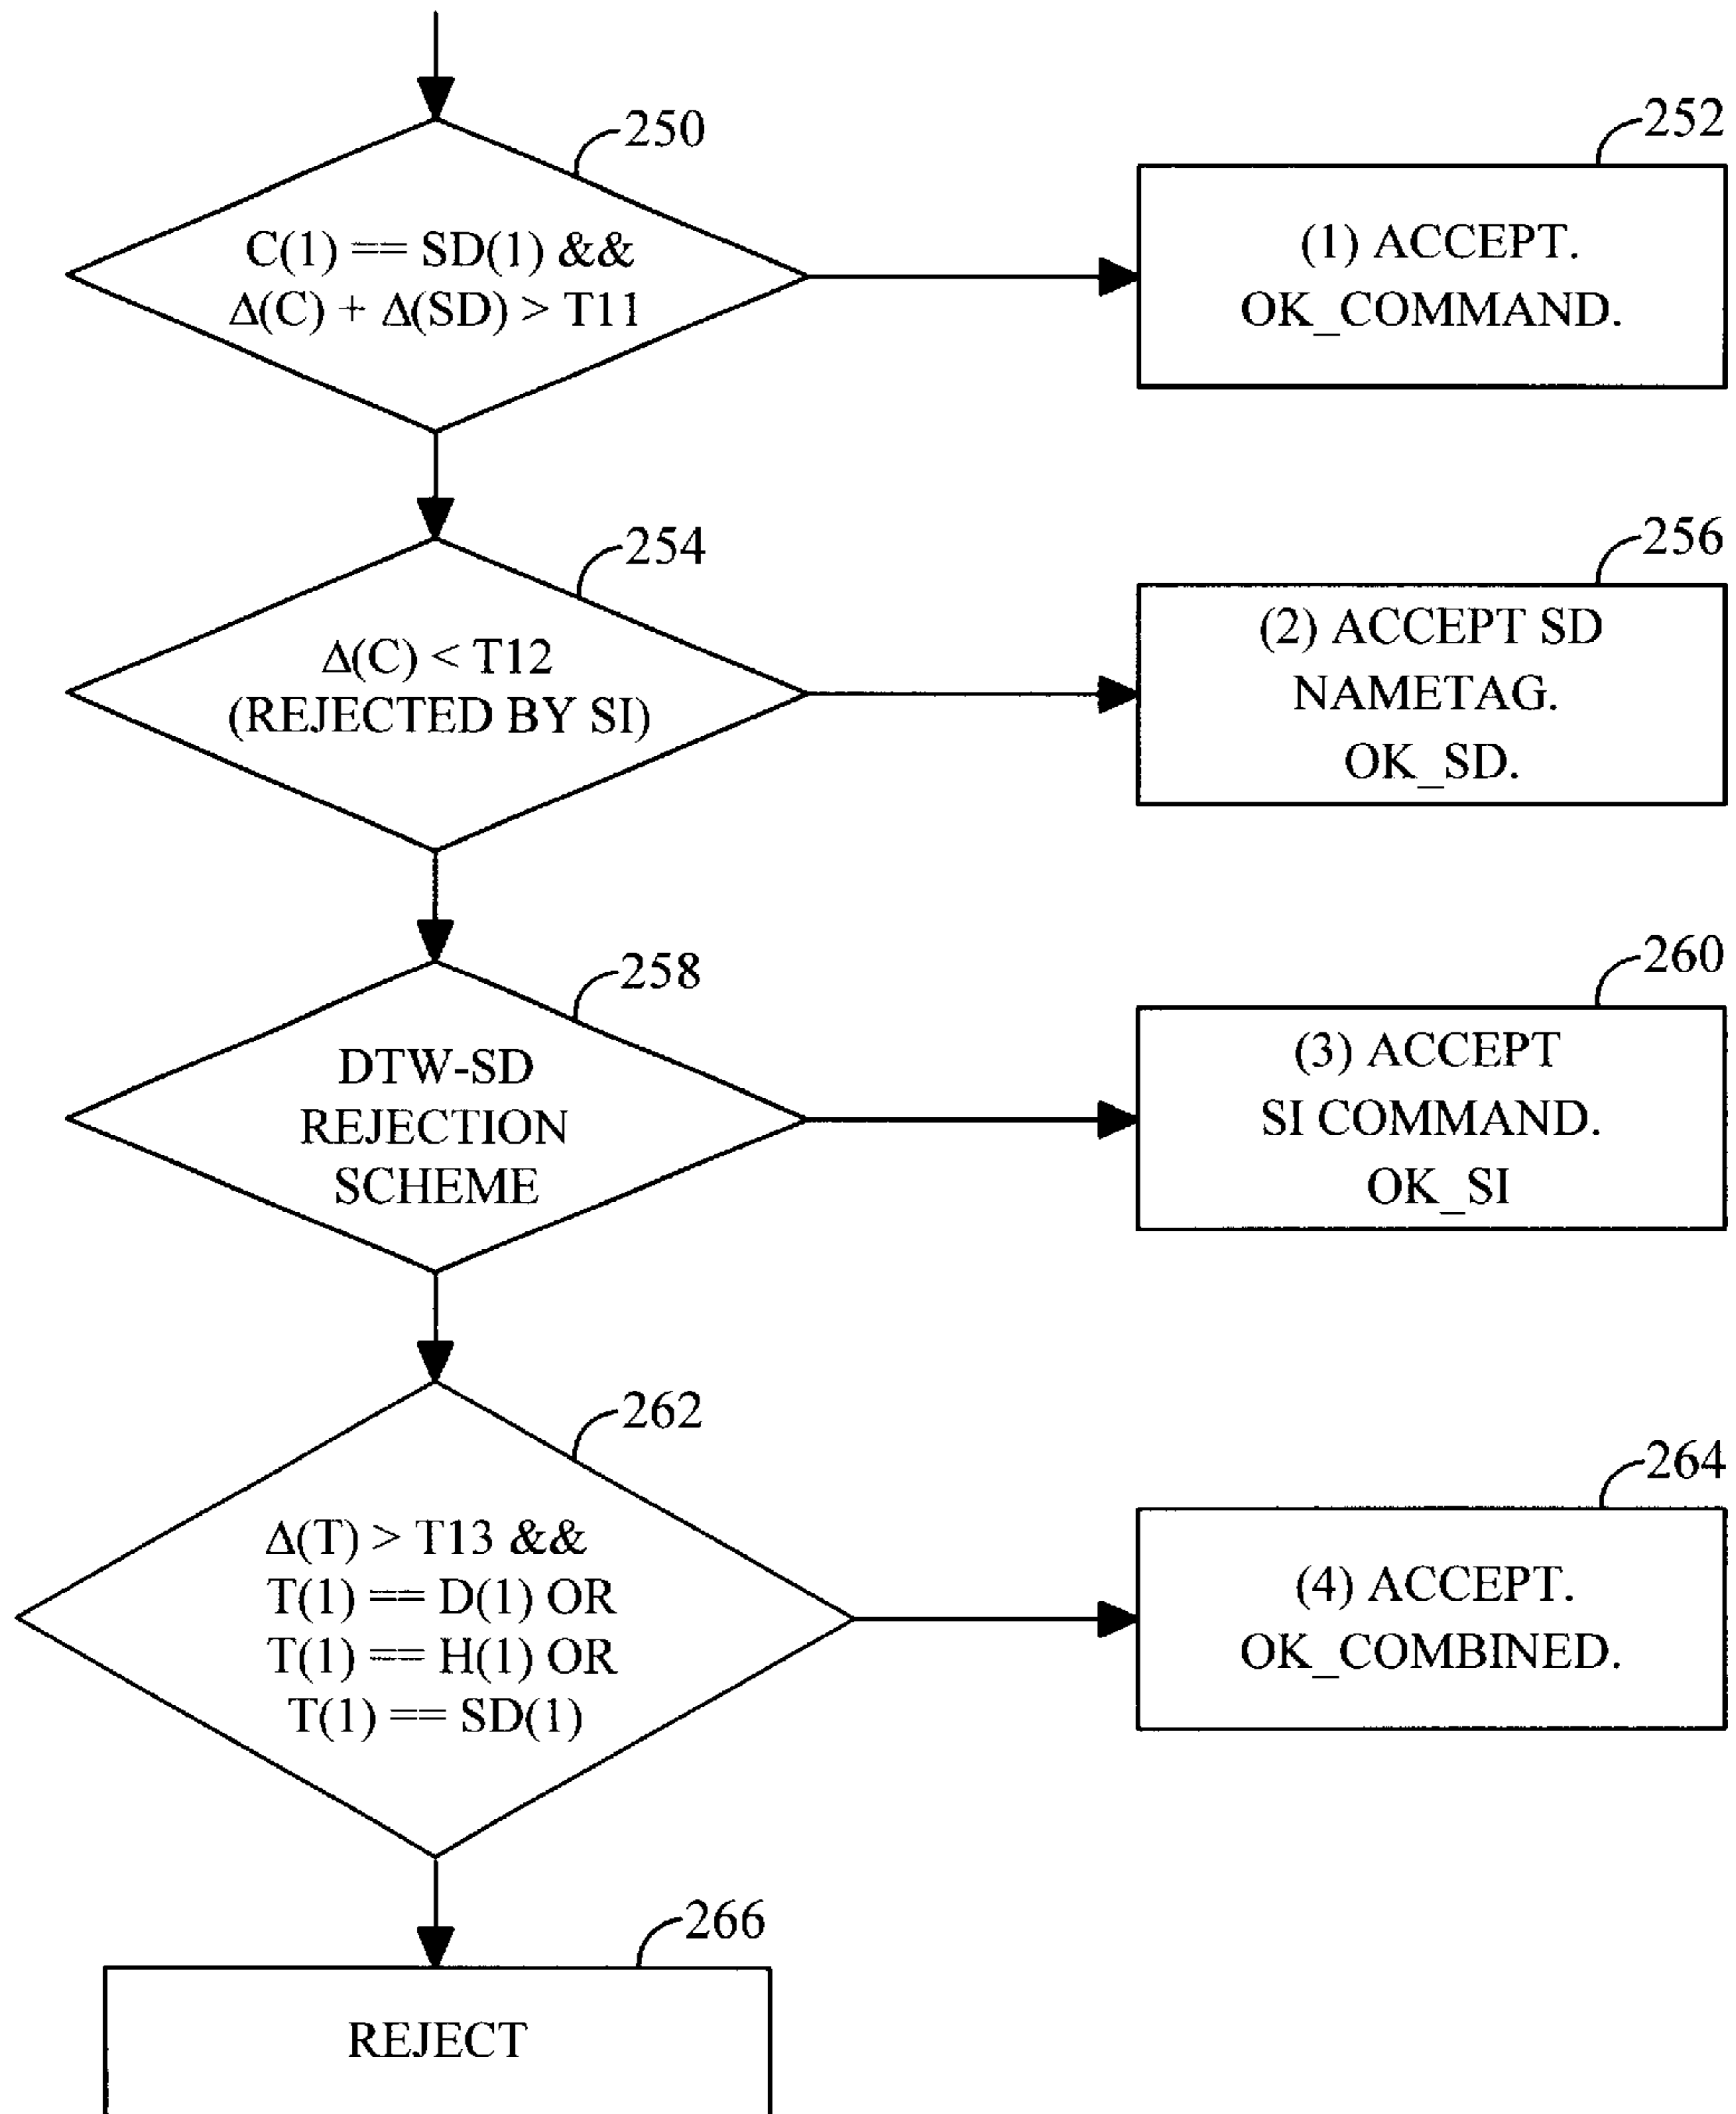 250
C(1) == SD(1) &&
Δ(C) + Δ(SD) > T11
252
(1) ACCEPT.
OK_COMMAND.
254
Δ(C) < T12
(REJECTED BY SI)
256
(2) ACCEPT SD
NAMETAG.
OK_SD.
258
DTW-SD
REJECTION
SCHEME
260
(3) ACCEPT
SI COMMAND.
OK_SI
262
Δ(T) > T13 &&
T(1) == D(1) OR
T(1) == H(1) OR
T(1) == SD(1)
264
(4) ACCEPT.
OK_COMBINED.
266
REJECT